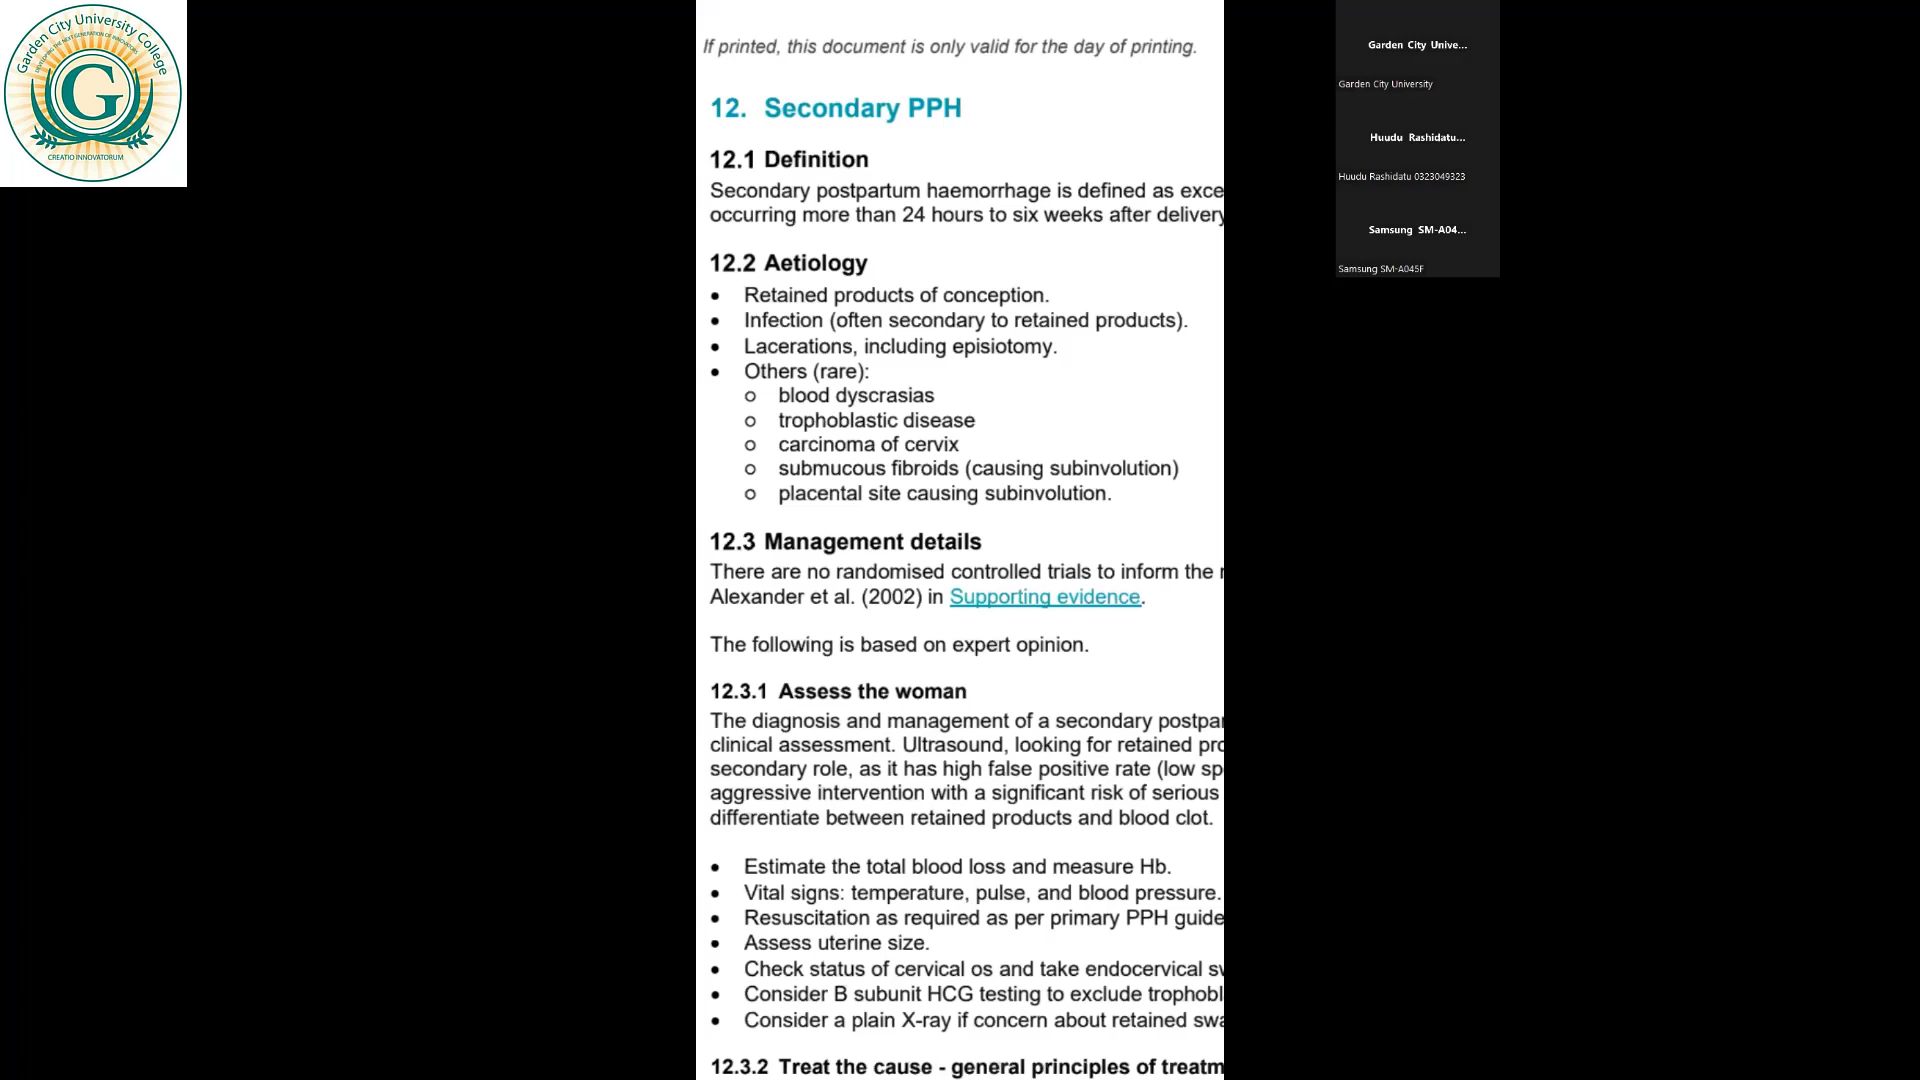 Garden City University College
DEVELOPING THE NEXT GENERATION OF INNOVATORS
G
CREATIO INNOVATORUM
If printed, this document is only valid for the day of printing.
12. Secondary PPH
12.1 Definition
Secondary postpartum haemorrhage is defined as exce
occurring more than 24 hours to six weeks after delivery
12.2 Aetiology
• Retained products of conception.
• Infection (often secondary to retained products).
• Lacerations, including episiotomy.
• Others (rare):
o blood dyscrasias
o trophoblastic disease
o carcinoma of cervix
o submucous fibroids (causing subinvolution)
o placental site causing subinvolution.
12.3 Management details
There are no randomised controlled trials to inform the
Alexander et al. (2002) in Supporting evidence.
The following is based on expert opinion.
12.3.1 Assess the woman
The diagnosis and management of a secondary postpar
clinical assessment. Ultrasound, looking for retained pro
secondary role, as it has high false positive rate (low sp
aggressive intervention with a significant risk of serious
differentiate between retained products and blood clot.
• Estimate the total blood loss and measure Hb.
• Vital signs: temperature, pulse, and blood pressure.
• Resuscitation as required as per primary PPH guide
• Assess uterine size.
• Check status of cervical os and take endocervical sw
• Consider B subunit HCG testing to exclude trophobl
• Consider a plain X-ray if concern about retained swa
12.3.2 Treat the cause - general principles of treatm
Garden City Unive...
Garden City University
Huudu Rashidatu...
Huudu Rashidatu 0323049323
Samsung SM-A04...
Samsung SM-A045F